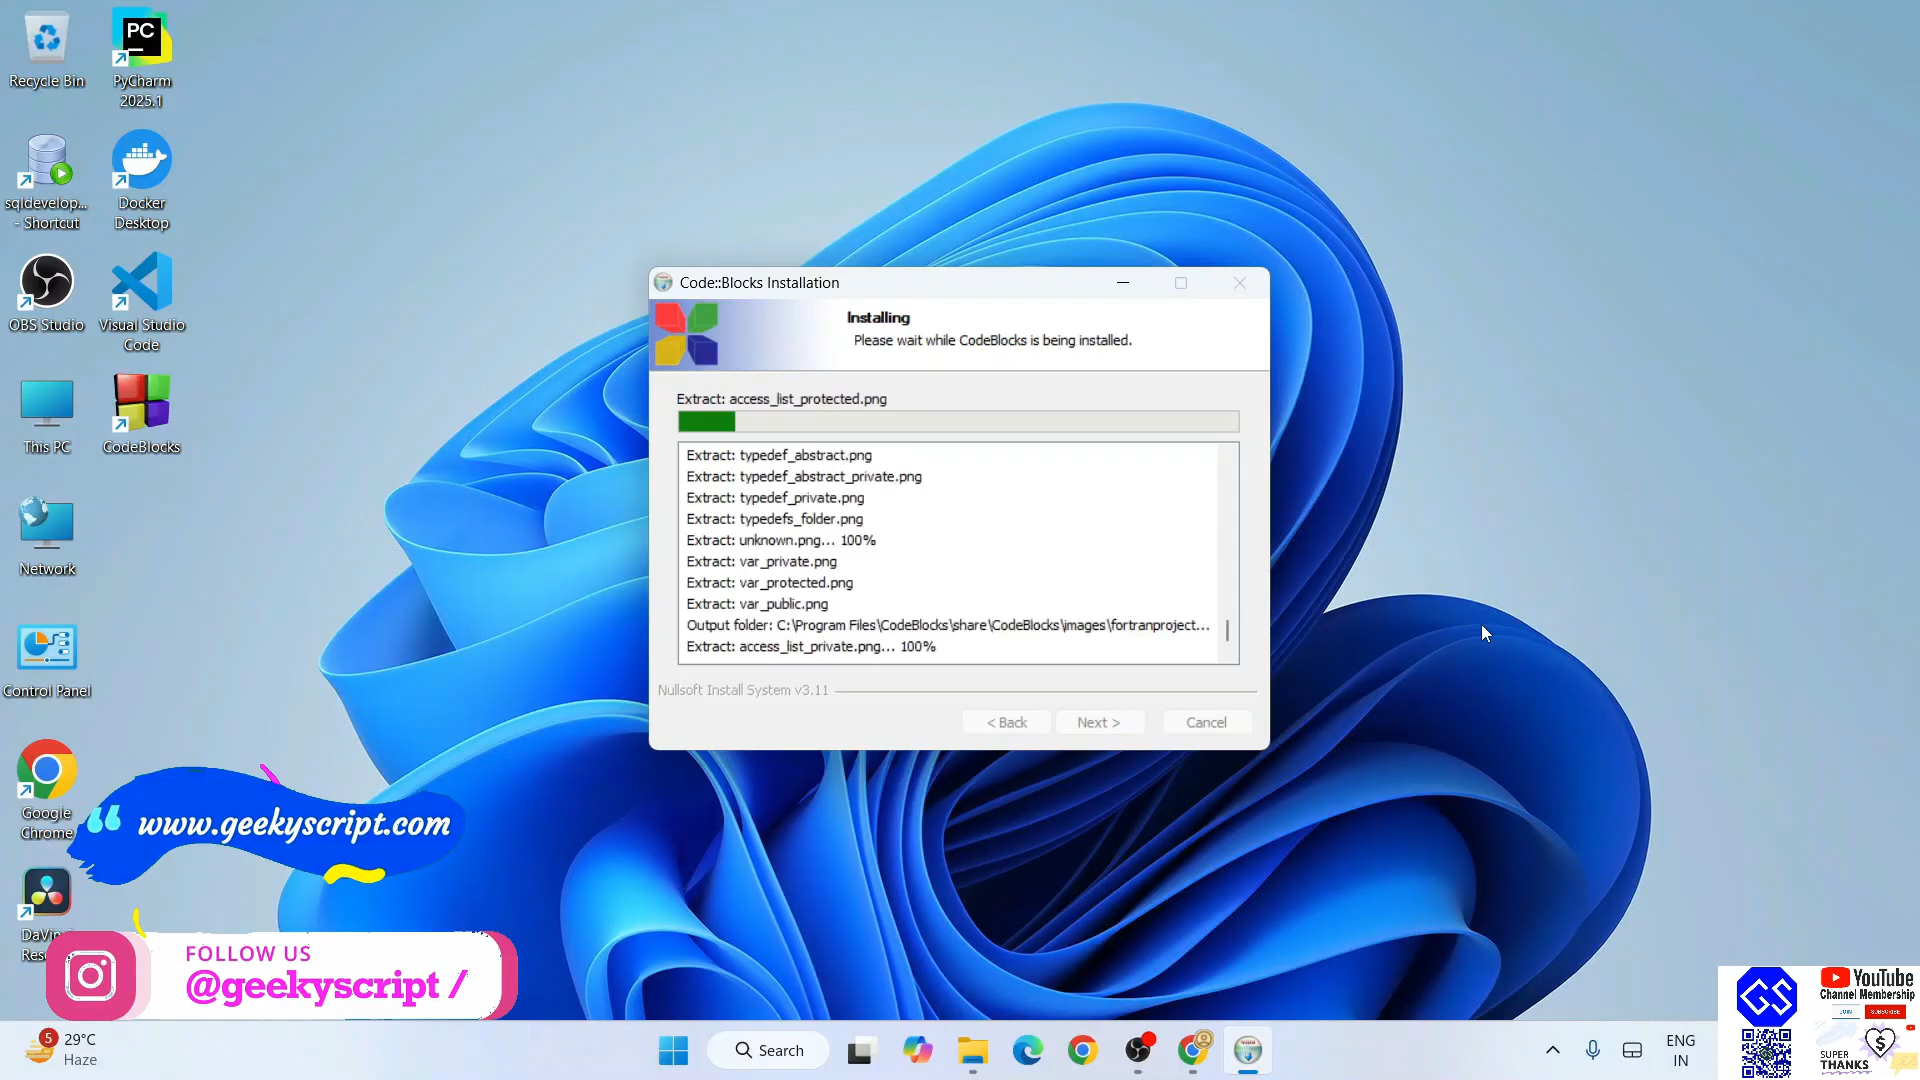 Recycle Bin
PC
PyCharm
2025.1
sqldevelop...
- Shortcut
Docker
Desktop
OBS Studio
Visual Studio
Code
This PC
CodeBlocks
Network
Control Panel
Google
Chrome
Code::Blocks Installation
Installing
Please wait while CodeBlocks is being installed.
Extract: access_list_protected.png
Extract: typedef_abstract.png
Extract: typedef_abstract_private.png
Extract: typedef_private.png
Extract: typedefs_folder.png
Extract: unknown.png... 100%
Extract: var_private.png
Extract: var_protected.png
Extract: var_public.png
Output folder: C:\Program Files\CodeBlocks\share\CodeBlocks\images\fortranproject...
Extract: access_list_private.png... 100%
Nullsoft Install System v3.11
< Back
Next >
Cancel
“ www.geekyscript.com
FOLLOW US
@geekyscript /
GS
YouTube
Channel Membership
JOIN
SUBSCRIBE
SUPER
THANKS
$
5
29°C
Haze
Search
ENG
IN